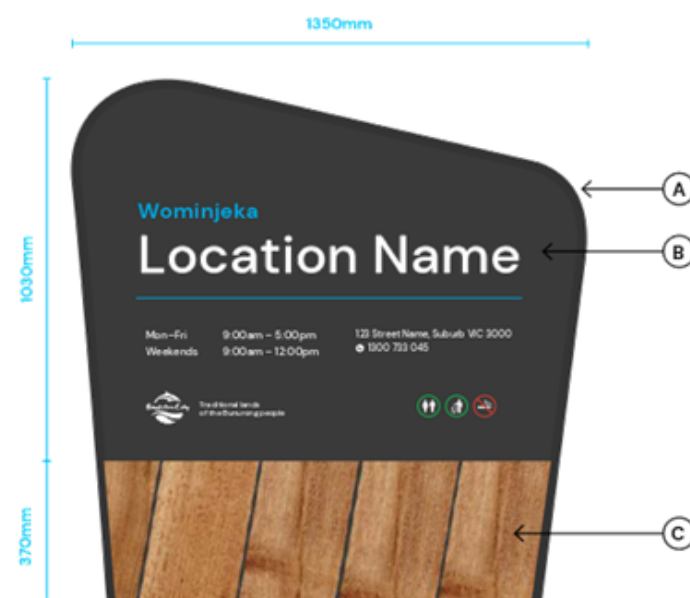 1350mm
1030mm
A
Wominjeka
B
Location Name
Mon–Fri 9:00am – 5:00pm 123 Street Name, Suburb VIC 3000
Weekends 9:00am – 12:00pm 1300 733 045
Traditional lands
of the Bunurong people
370mm
C